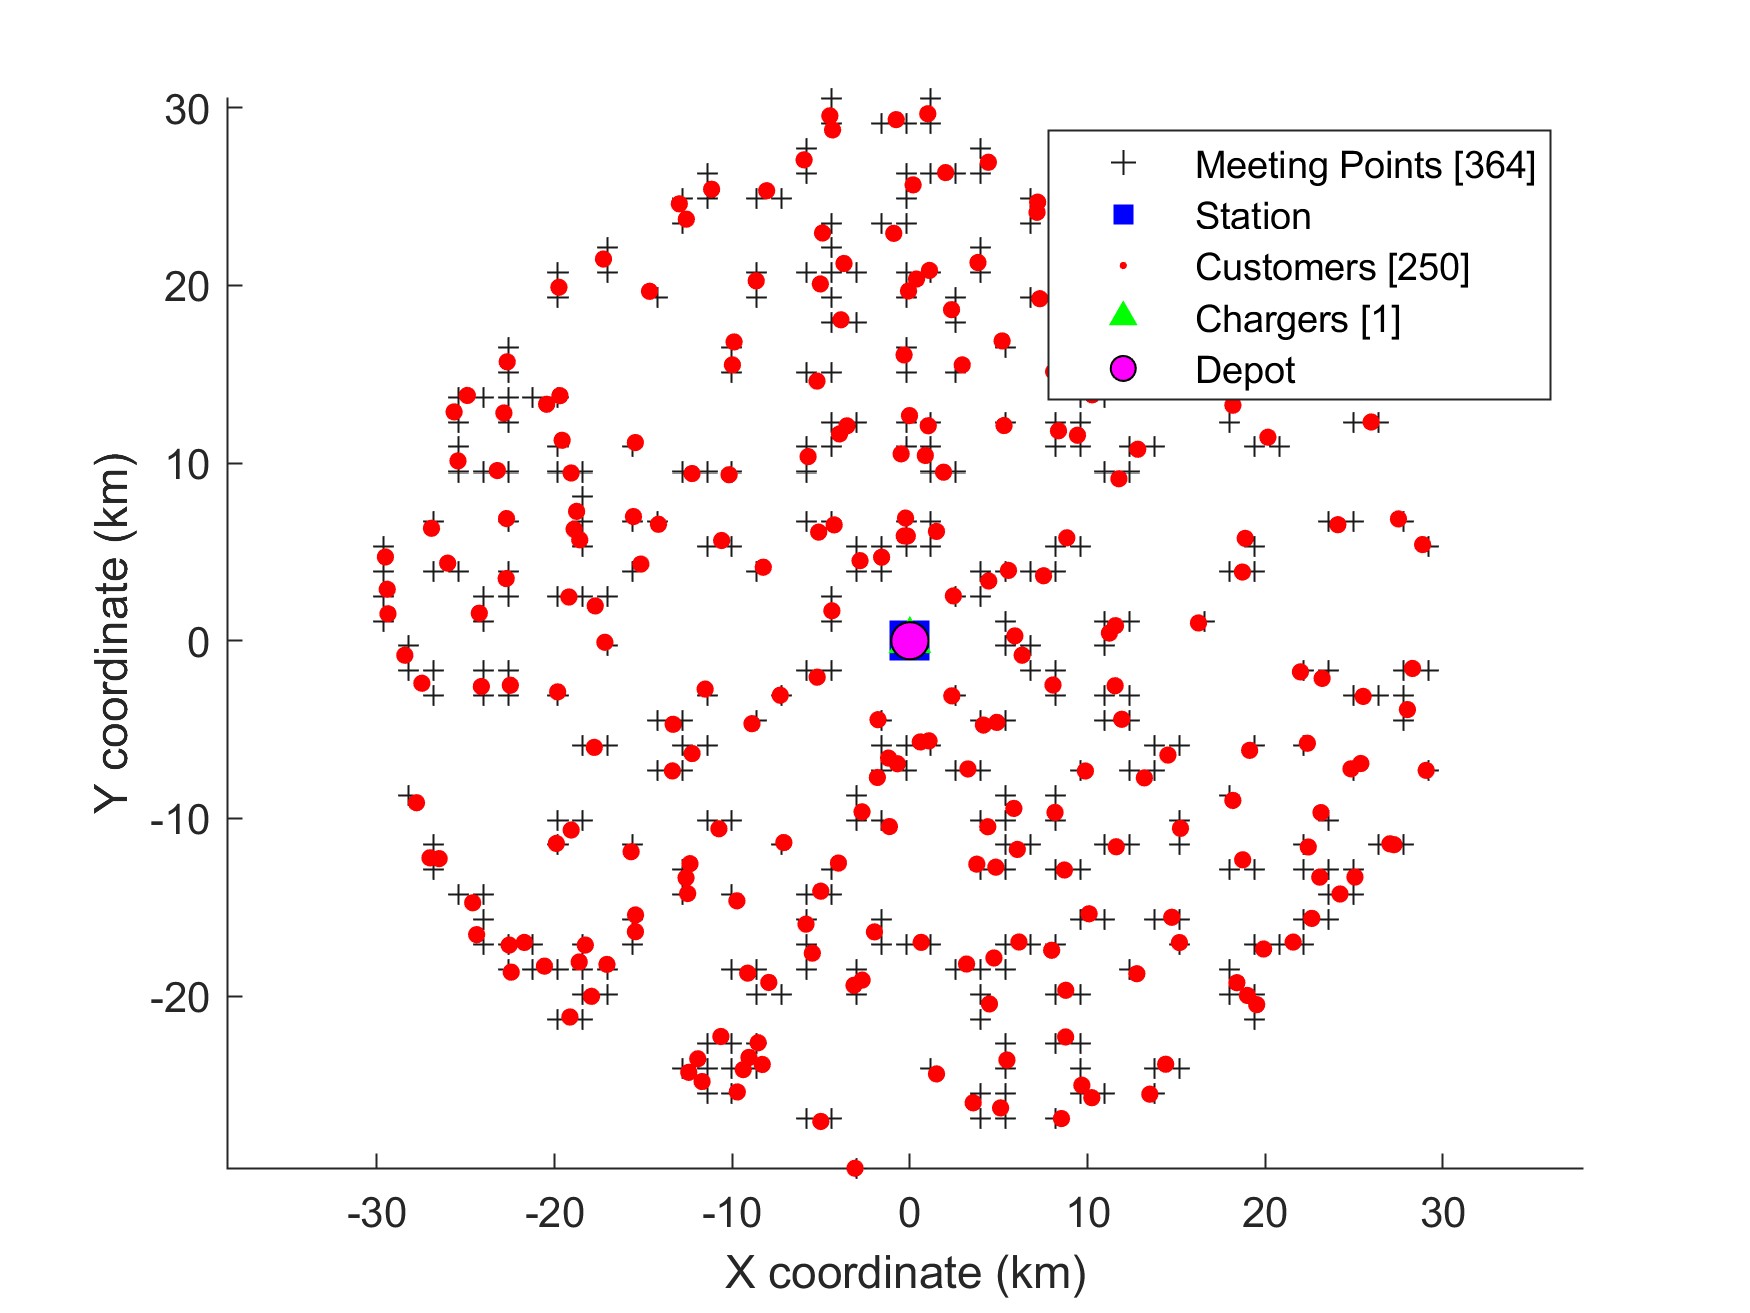 30
20
10
0
-10
-20
Y coordinate (km)
Meeting Points [364]
Station
Customers [250]
Chargers [1]
Depot
-30 -20 -10 0 10 20 30
X coordinate (km)